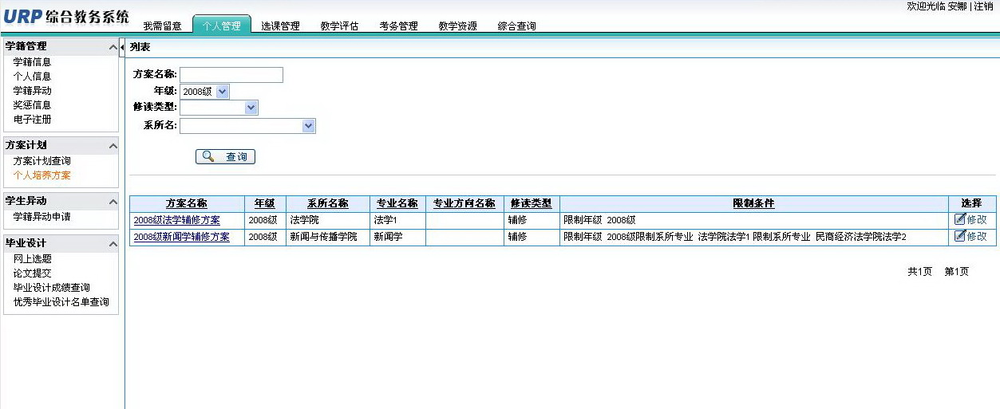 欢迎光临 安娜 | 注销
URP 综合教务系统
我需留意 个人管理 选课管理 教学评估 考务管理 教学资源 综合查询
学籍管理
学籍信息
个人信息
学籍异动
奖惩信息
电子注册
方案计划
方案计划查询
个人培养方案
学生异动
学籍异动申请
毕业设计
网上选题
论文提交
毕业设计成绩查询
优秀毕业设计名单查询
列表
方案名称:
年级: 2008级
修读类型:
系所名:
查询
方案名称 年级 系所名称 专业名称 专业方向名称 修读类型 限制条件 选择
2008级法学辅修方案 2008级 法学院 法学1 辅修 限制年级 2008级 修改
2008级新闻学辅修方案 2008级 新闻与传播学院 新闻学 辅修 限制年级 2008级限制系所专业 法学院法学1 限制系所专业 民商经济法学院法学2 修改
共1页 第1页